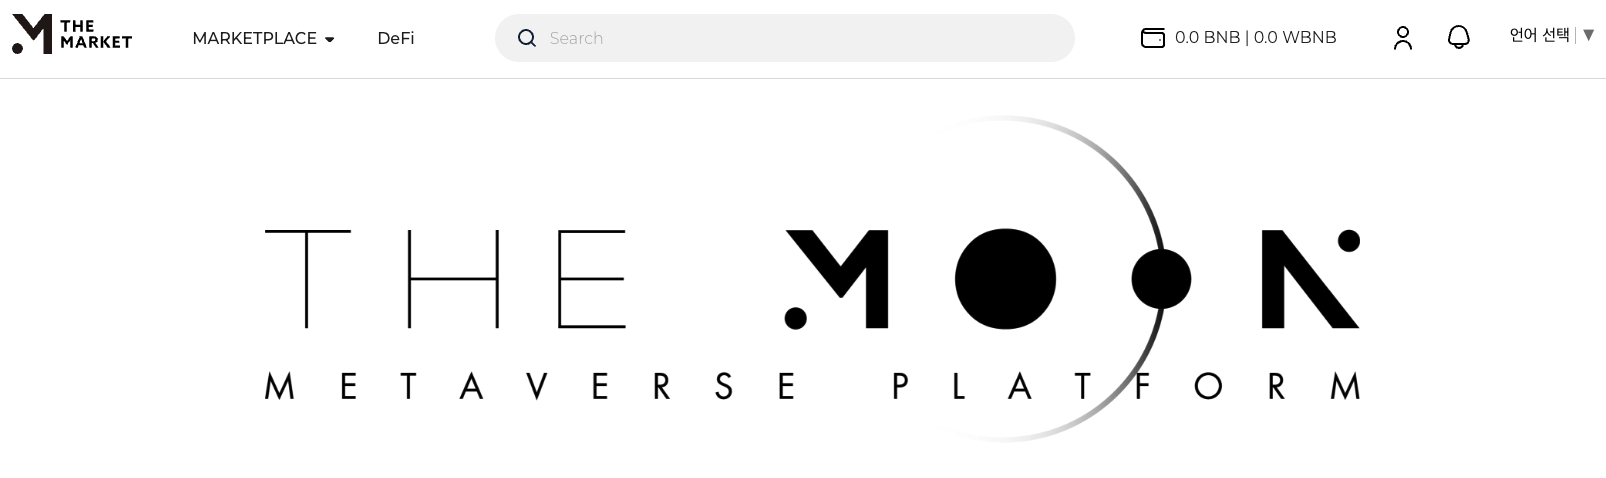 THE
MARKET
MARKETPLACE
DeFi
Search
0.0 BNB | 0.0 WBNB
언어 선택 ▼
THE MOON
METAVERSE PLATFORM